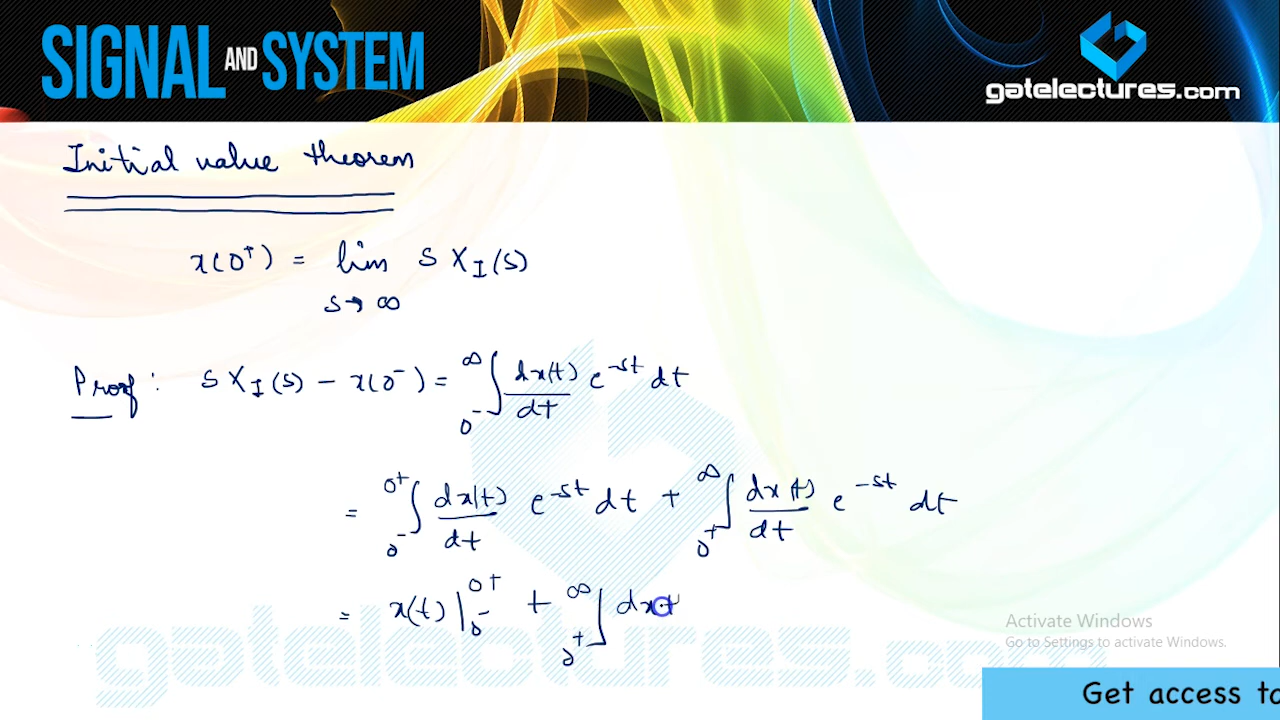 SIGNAL AND SYSTEM
gatelectures.com
Initial value theorem
x(0⁺) = lim s X_I(s)
s→∞
Proof: s X_I(s) − x(0⁻) = ∫_{0⁻}^{∞} dx(t)/dt e^{−st} dt
= ∫_{0⁻}^{0⁺} dx(t)/dt e^{−st} dt + ∫_{0⁺}^{∞} dx(t)/dt e^{−st} dt
= x(t)|_{0⁻}^{0⁺} + ∫_{0⁺}^{∞} dx
gatelectures.com
Activate Windows
Go to Settings to activate Windows.
Get access to